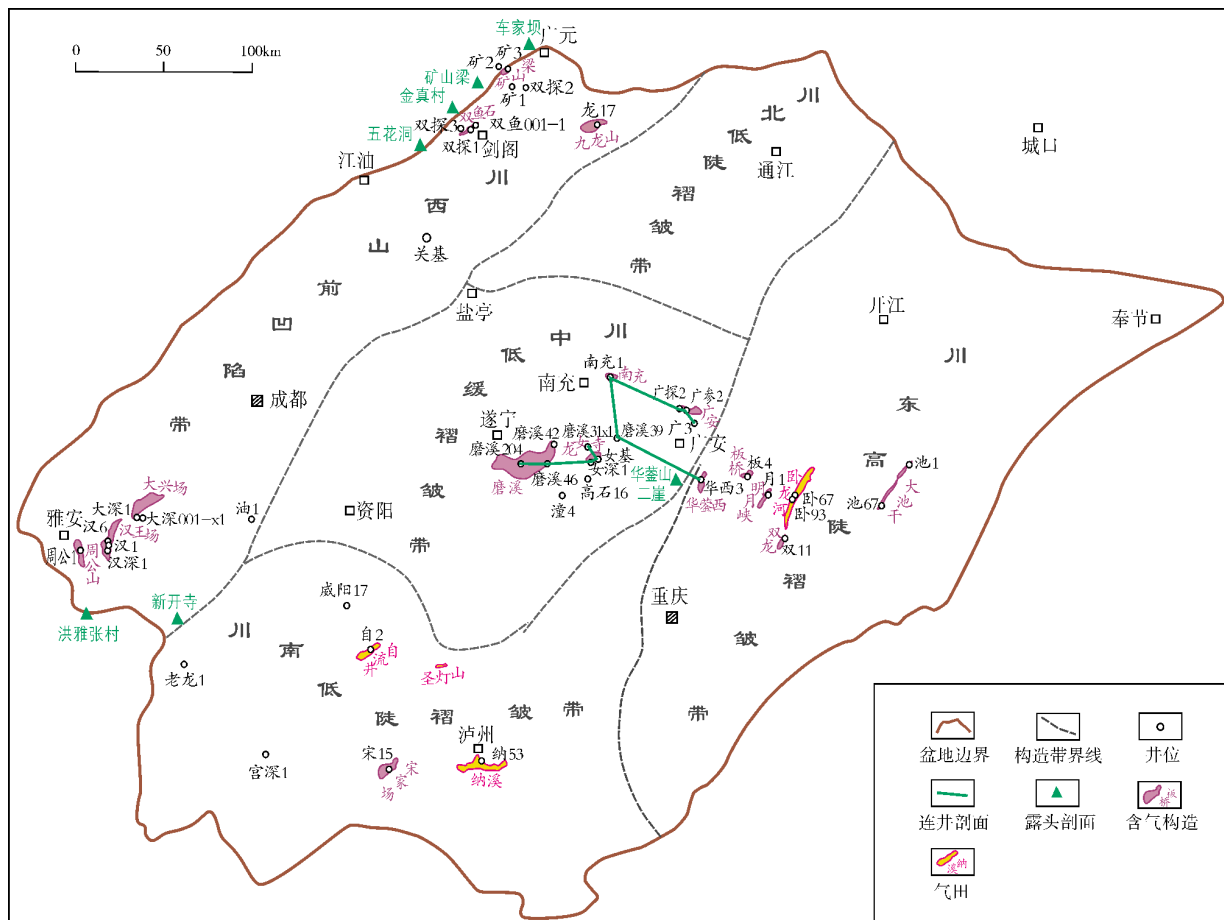 0 50 100km
车家坝
广元
矿2
矿3
矿山梁
矿山梁
矿1
双探2
金真村
双鱼石
双探3
双鱼001-1
五花洞
双探1
剑阁
龙17
九龙山
江油
关基
通江
城口
川北低陡褶皱带
川西山前凹陷带
盐亭
开江
奉节
川中低缓褶皱带
南充1
南充
南充
广探2
广参2
广安
广3
广安
成都
遂宁
磨溪42
磨溪31x1
磨溪39
磨溪204
龙女寺
女基
女深1
磨溪
磨溪46
高石16
潼4
华蓥山
二崖
华西3
华蓥西
板桥
板4
明月峡
月1
卧龙河
卧67
卧93
双龙
双11
池1
池67
大池干
川东高陡褶皱带
大兴场
大深1
大深001-x1
汉6
汉王场
汉1
汉深1
油1
雅安
周公1
周公山
资阳
洪雅张村
新开寺
威阳17
重庆
川南低陡褶皱带
自2
自流井
圣灯山
老龙1
宫深1
宋15
宋家场
泸州
纳53
纳溪
盆地边界
构造带界线
井位
连井剖面
露头剖面
板桥
含气构造
纳溪
气田